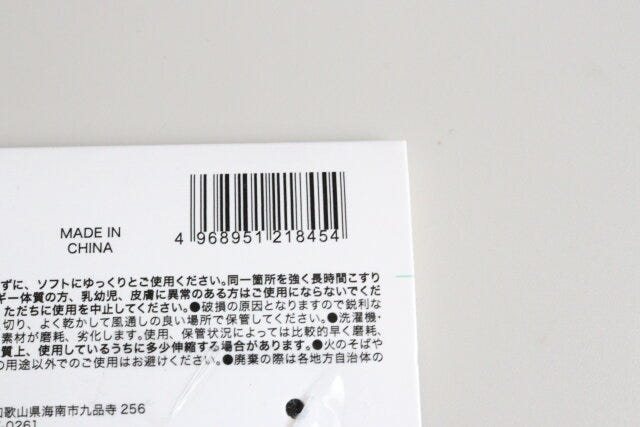 MADE IN
CHINA
4 968951 218454
ずに、ソフトにゆっくりとご使用ください。同一箇所を強く長時間こすり
ギー体質の方、乳幼児、皮膚に異常のある方はご使用にならないでくだ
ただちに使用を中止してください。●破損の原因となりますので鋭利な
切り、よく乾かして風通しの良い場所で保管してください。●洗濯機・
素材が磨耗、劣化します。使用、保管状況によっては比較的早く磨耗、
質上、使用しているうちに多少伸縮する場合があります。●火のそばや
の用途以外でのご使用はお避けください。●廃棄の際は各地方自治体の
和歌山県海南市九品寺 256
-0261